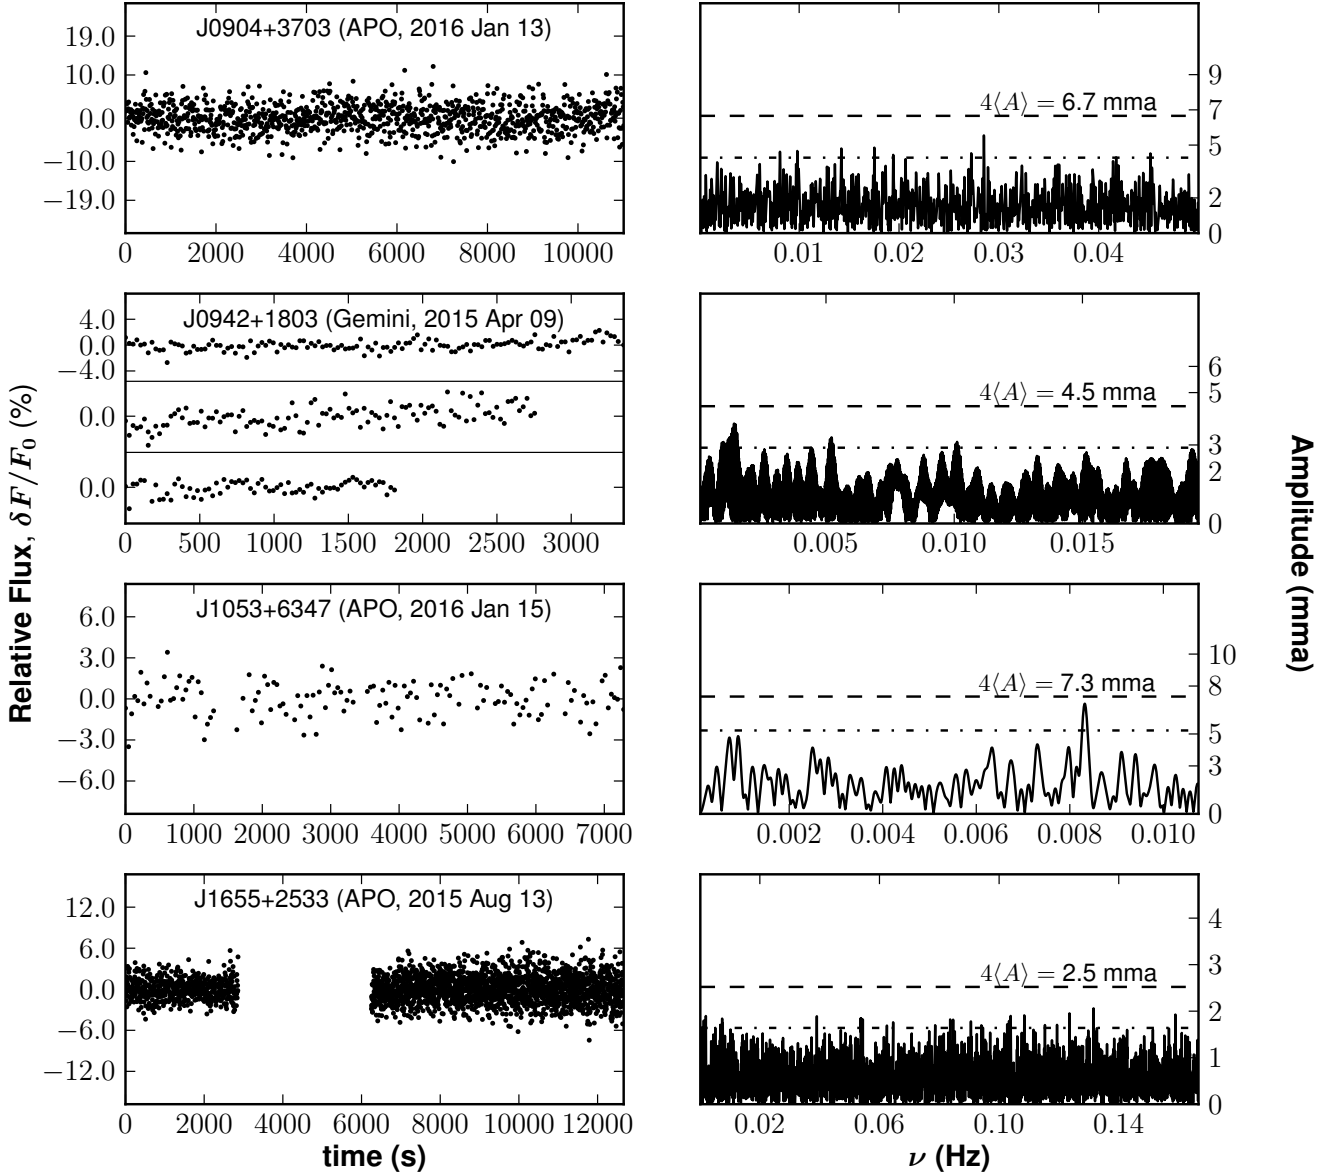 J0904+3703 (APO, 2016 Jan 13)
19.0
10.0
0.0
−10.0
−19.0
0 2000 4000 6000 8000 10000
4⟨A⟩ = 6.7 mma
9
7
5
2
0
0.01 0.02 0.03 0.04
J0942+1803 (Gemini, 2015 Apr 09)
4.0
0.0
−4.0
0.0
0.0
0 500 1000 1500 2000 2500 3000
4⟨A⟩ = 4.5 mma
6
5
3
2
0
0.005 0.010 0.015
J1053+6347 (APO, 2016 Jan 15)
6.0
3.0
0.0
−3.0
−6.0
0 1000 2000 3000 4000 5000 6000 7000
4⟨A⟩ = 7.3 mma
10
8
5
3
0
0.002 0.004 0.006 0.008 0.010
J1655+2533 (APO, 2015 Aug 13)
12.0
6.0
0.0
−6.0
−12.0
0 2000 4000 6000 8000 10000 12000
4⟨A⟩ = 2.5 mma
4
3
2
1
0
0.02 0.06 0.10 0.14
time (s)
ν (Hz)
Relative Flux, δF/F₀ (%)
Amplitude (mma)